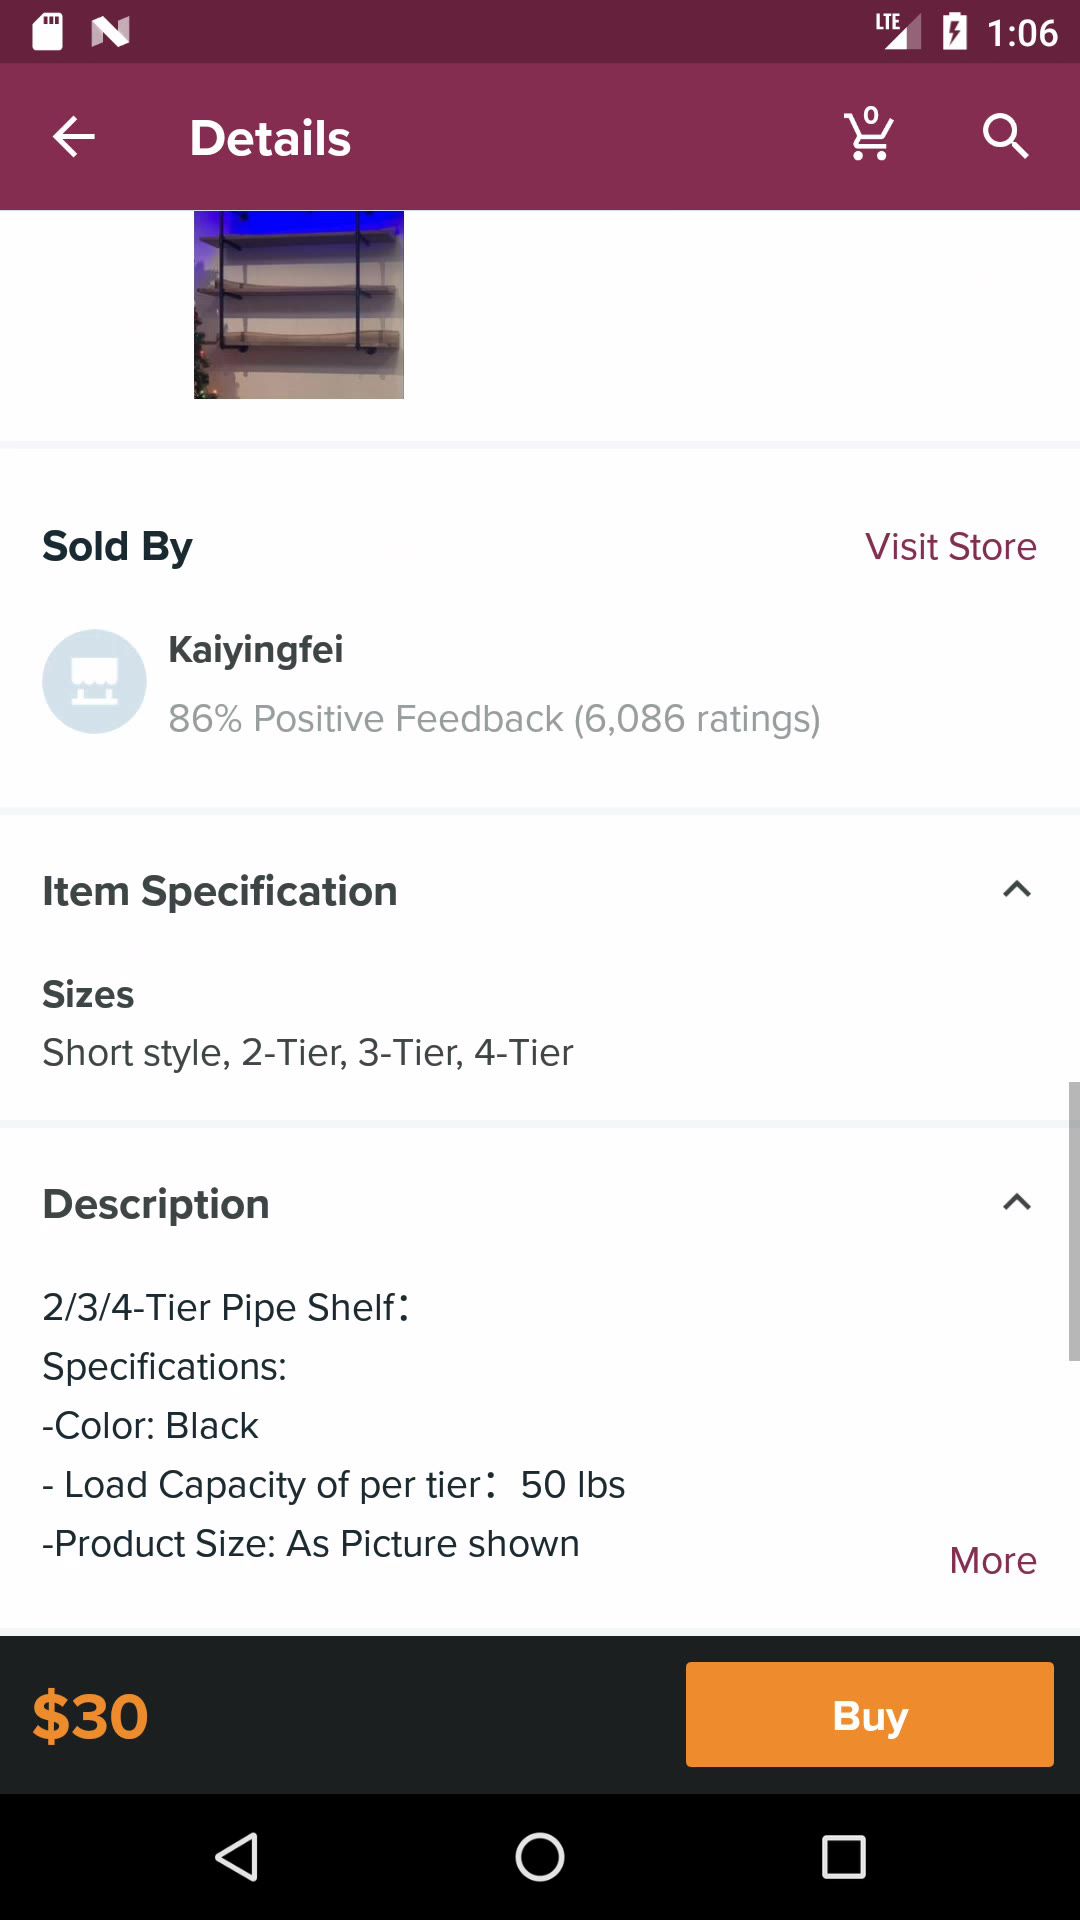 LTE 1:06
Details 0
Sold By Visit Store
Kaiyingfei
86% Positive Feedback (6,086 ratings)
Item Specification
Sizes
Short style, 2-Tier, 3-Tier, 4-Tier
Description
2/3/4-Tier Pipe Shelf：
Specifications:
-Color: Black
- Load Capacity of per tier：50 lbs
-Product Size: As Picture shown
More
$30 Buy